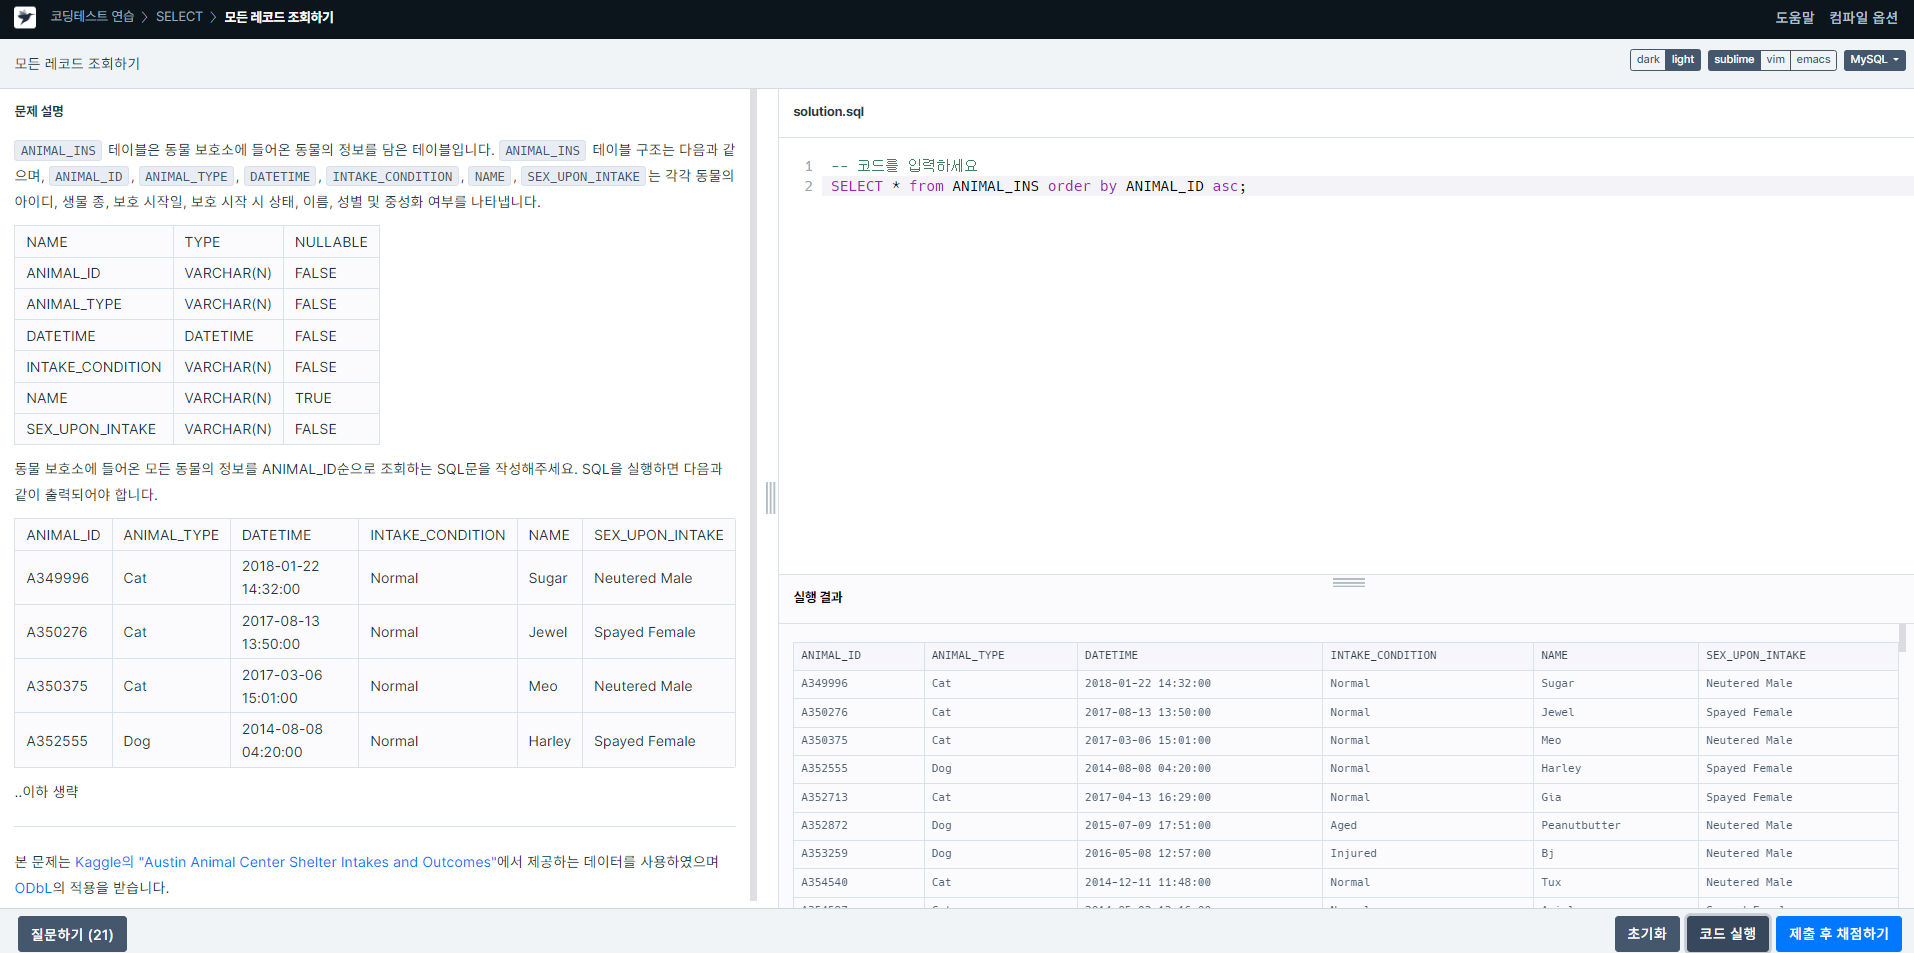 코딩테스트 연습 > SELECT > 모든 레코드 조회하기
도움말 컴파일 옵션
모든 레코드 조회하기
dark light sublime vim emacs MySQL
문제 설명
ANIMAL_INS 테이블은 동물 보호소에 들어온 동물의 정보를 담은 테이블입니다. ANIMAL_INS 테이블 구조는 다음과 같
으며, ANIMAL_ID, ANIMAL_TYPE, DATETIME, INTAKE_CONDITION, NAME, SEX_UPON_INTAKE는 각각 동물의
아이디, 생물 종, 보호 시작일, 보호 시작 시 상태, 이름, 성별 및 중성화 여부를 나타냅니다.
NAME TYPE NULLABLE
ANIMAL_ID VARCHAR(N) FALSE
ANIMAL_TYPE VARCHAR(N) FALSE
DATETIME DATETIME FALSE
INTAKE_CONDITION VARCHAR(N) FALSE
NAME VARCHAR(N) TRUE
SEX_UPON_INTAKE VARCHAR(N) FALSE
동물 보호소에 들어온 모든 동물의 정보를 ANIMAL_ID순으로 조회하는 SQL문을 작성해주세요. SQL을 실행하면 다음과
같이 출력되어야 합니다.
ANIMAL_ID ANIMAL_TYPE DATETIME INTAKE_CONDITION NAME SEX_UPON_INTAKE
A349996 Cat 2018-01-22 14:32:00 Normal Sugar Neutered Male
A350276 Cat 2017-08-13 13:50:00 Normal Jewel Spayed Female
A350375 Cat 2017-03-06 15:01:00 Normal Meo Neutered Male
A352555 Dog 2014-08-08 04:20:00 Normal Harley Spayed Female
..이하 생략
본 문제는 Kaggle의 "Austin Animal Center Shelter Intakes and Outcomes"에서 제공하는 데이터를 사용하였으며
ODbL의 적용을 받습니다.
solution.sql
1 -- 코드를 입력하세요
2 SELECT * from ANIMAL_INS order by ANIMAL_ID asc;
실행 결과
ANIMAL_ID ANIMAL_TYPE DATETIME INTAKE_CONDITION NAME SEX_UPON_INTAKE
A349996 Cat 2018-01-22 14:32:00 Normal Sugar Neutered Male
A350276 Cat 2017-08-13 13:50:00 Normal Jewel Spayed Female
A350375 Cat 2017-03-06 15:01:00 Normal Meo Neutered Male
A352555 Dog 2014-08-08 04:20:00 Normal Harley Spayed Female
A352713 Cat 2017-04-13 16:29:00 Normal Gia Spayed Female
A352872 Dog 2015-07-09 17:51:00 Aged Peanutbutter Neutered Male
A353259 Dog 2016-05-08 12:57:00 Injured Bj Neutered Male
A354540 Cat 2014-12-11 11:48:00 Normal Tux Neutered Male
질문하기 (21)
초기화 코드 실행 제출 후 채점하기